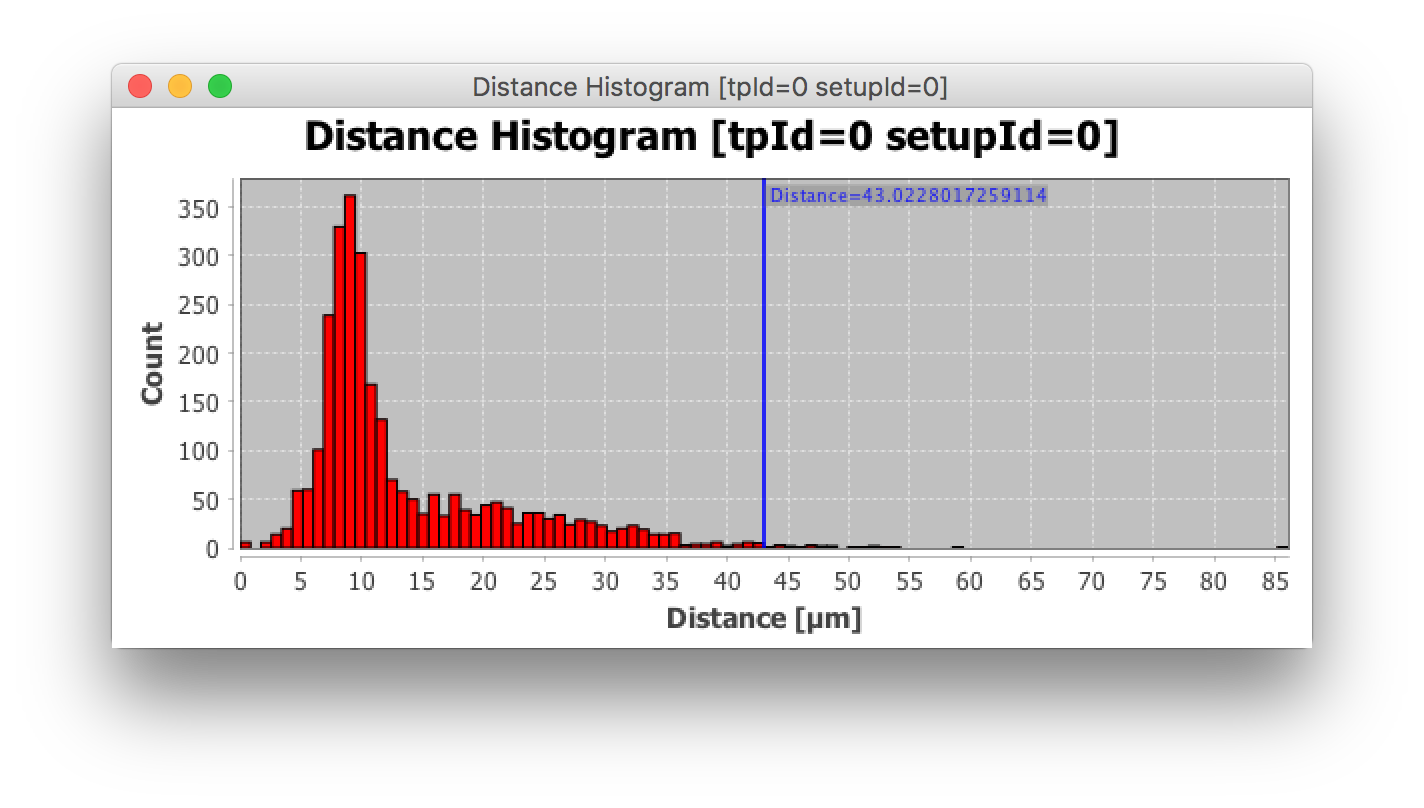 Distance Histogram [tpId=0 setupId=0]
Distance Histogram [tpId=0 setupId=0]
Distance=43.0228017259114
350
300
250
200
150
100
50
0
Count
0 5 10 15 20 25 30 35 40 45 50 55 60 65 70 75 80 85
Distance [µm]